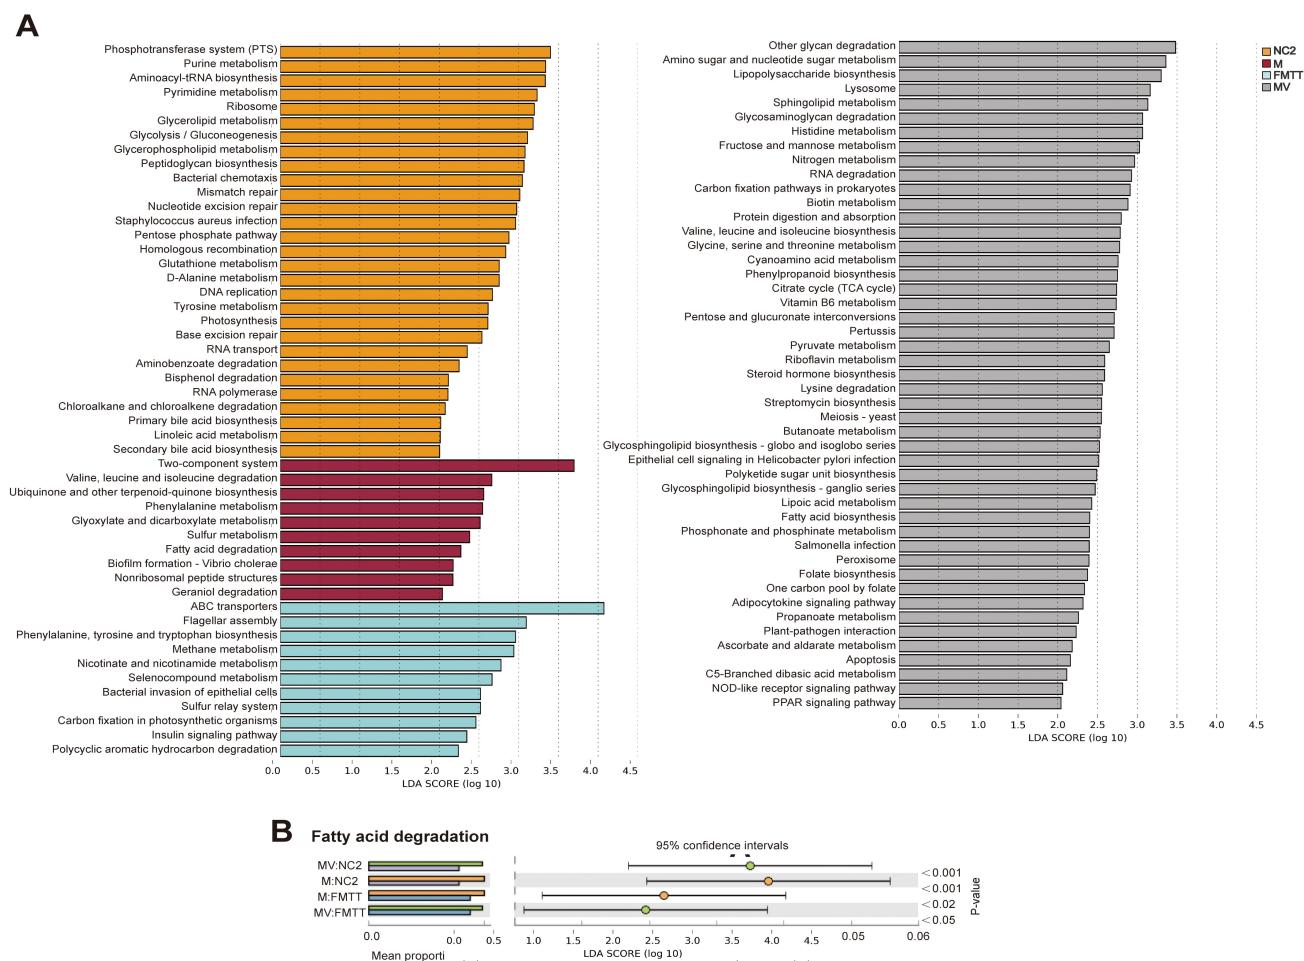 A
Phosphotransferase system (PTS)
Purine metabolism
Aminoacyl-tRNA biosynthesis
Pyrimidine metabolism
Ribosome
Glycerolipid metabolism
Glycolysis / Gluconeogenesis
Glycerophospholipid metabolism
Peptidoglycan biosynthesis
Bacterial chemotaxis
Mismatch repair
Nucleotide excision repair
Staphylococcus aureus infection
Pentose phosphate pathway
Homologous recombination
Glutathione metabolism
D-Alanine metabolism
DNA replication
Tyrosine metabolism
Photosynthesis
Base excision repair
RNA transport
Aminobenzoate degradation
Bisphenol degradation
RNA polymerase
Chloroalkane and chloroalkene degradation
Primary bile acid biosynthesis
Linoleic acid metabolism
Secondary bile acid biosynthesis
Two-component system
Valine, leucine and isoleucine degradation
Ubiquinone and other terpenoid-quinone biosynthesis
Phenylalanine metabolism
Glyoxylate and dicarboxylate metabolism
Sulfur metabolism
Fatty acid degradation
Biofilm formation - Vibrio cholerae
Nonribosomal peptide structures
Geraniol degradation
ABC transporters
Flagellar assembly
Phenylalanine, tyrosine and tryptophan biosynthesis
Methane metabolism
Nicotinate and nicotinamide metabolism
Selenocompound metabolism
Bacterial invasion of epithelial cells
Sulfur relay system
Carbon fixation in photosynthetic organisms
Insulin signaling pathway
Polycyclic aromatic hydrocarbon degradation
0.0 0.5 1.0 1.5 2.0 2.5 3.0 3.5 4.0 4.5
LDA SCORE (log 10)
Other glycan degradation
Amino sugar and nucleotide sugar metabolism
Lipopolysaccharide biosynthesis
Lysosome
Sphingolipid metabolism
Glycosaminoglycan degradation
Histidine metabolism
Fructose and mannose metabolism
Nitrogen metabolism
RNA degradation
Carbon fixation pathways in prokaryotes
Biotin metabolism
Protein digestion and absorption
Valine, leucine and isoleucine biosynthesis
Glycine, serine and threonine metabolism
Cyanoamino acid metabolism
Phenylpropanoid biosynthesis
Citrate cycle (TCA cycle)
Vitamin B6 metabolism
Pentose and glucuronate interconversions
Pertussis
Pyruvate metabolism
Riboflavin metabolism
Steroid hormone biosynthesis
Lysine degradation
Streptomycin biosynthesis
Meiosis - yeast
Butanoate metabolism
Glycosphingolipid biosynthesis - globo and isoglobo series
Epithelial cell signaling in Helicobacter pylori infection
Polyketide sugar unit biosynthesis
Glycosphingolipid biosynthesis - ganglio series
Lipoic acid metabolism
Fatty acid biosynthesis
Phosphonate and phosphinate metabolism
Salmonella infection
Peroxisome
Folate biosynthesis
One carbon pool by folate
Adipocytokine signaling pathway
Propanoate metabolism
Plant-pathogen interaction
Ascorbate and aldarate metabolism
Apoptosis
C5-Branched dibasic acid metabolism
NOD-like receptor signaling pathway
PPAR signaling pathway
0.0 0.5 1.0 1.5 2.0 2.5 3.0 3.5 4.0 4.5
LDA SCORE (log 10)
NC2
M
FMTT
MV
B
Fatty acid degradation
95% confidence intervals
MV:NC2
M:NC2
M:FMTT
MV:FMTT
<0.001
<0.001
<0.02
<0.05
P-value
0.0 0.0 0.5
Mean proporti
1.0 1.5 2.0 2.5 3.0 3.5 4.0 4.5 0.05 0.06
LDA SCORE (log 10)